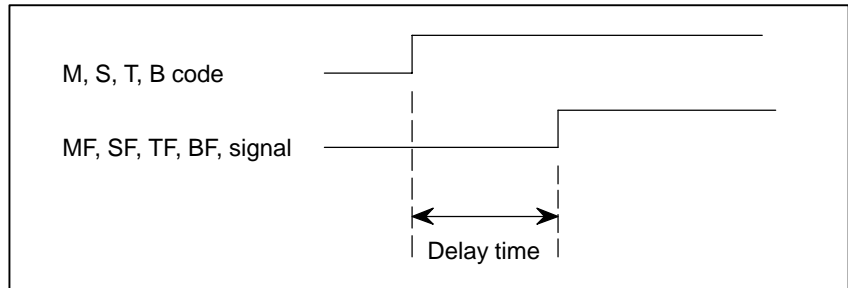 M, S, T, B code
MF, SF, TF, BF, signal
Delay time